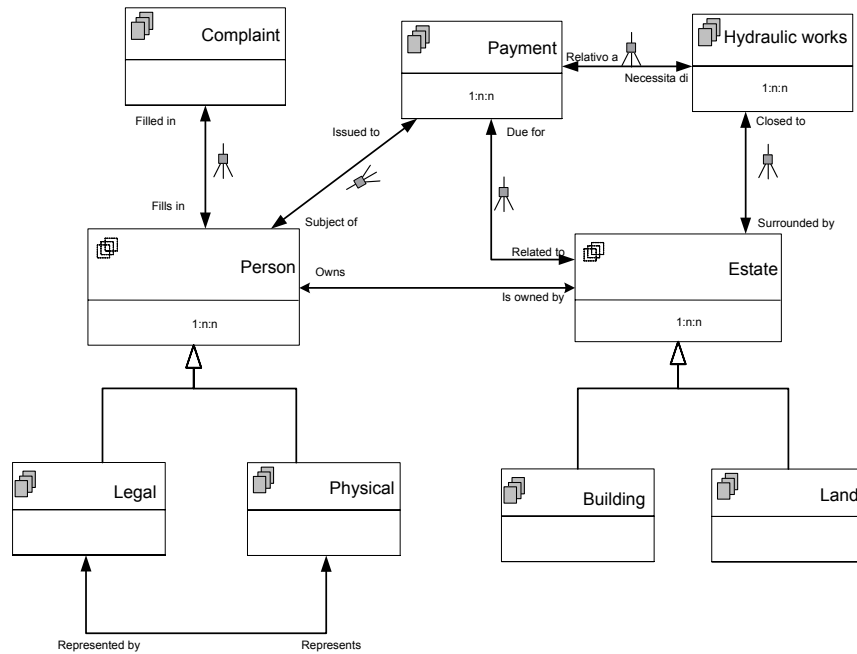 Complaint
Payment
Hydraulic works
Relativo a
Necessita di
1:n:n
1:n:n
Filled in
Issued to
Due for
Closed to
Fills in
Subject of
Surrounded by
Person
Related to
Estate
Owns
Is owned by
1:n:n
1:n:n
Legal
Physical
Building
Land
Represented by
Represents